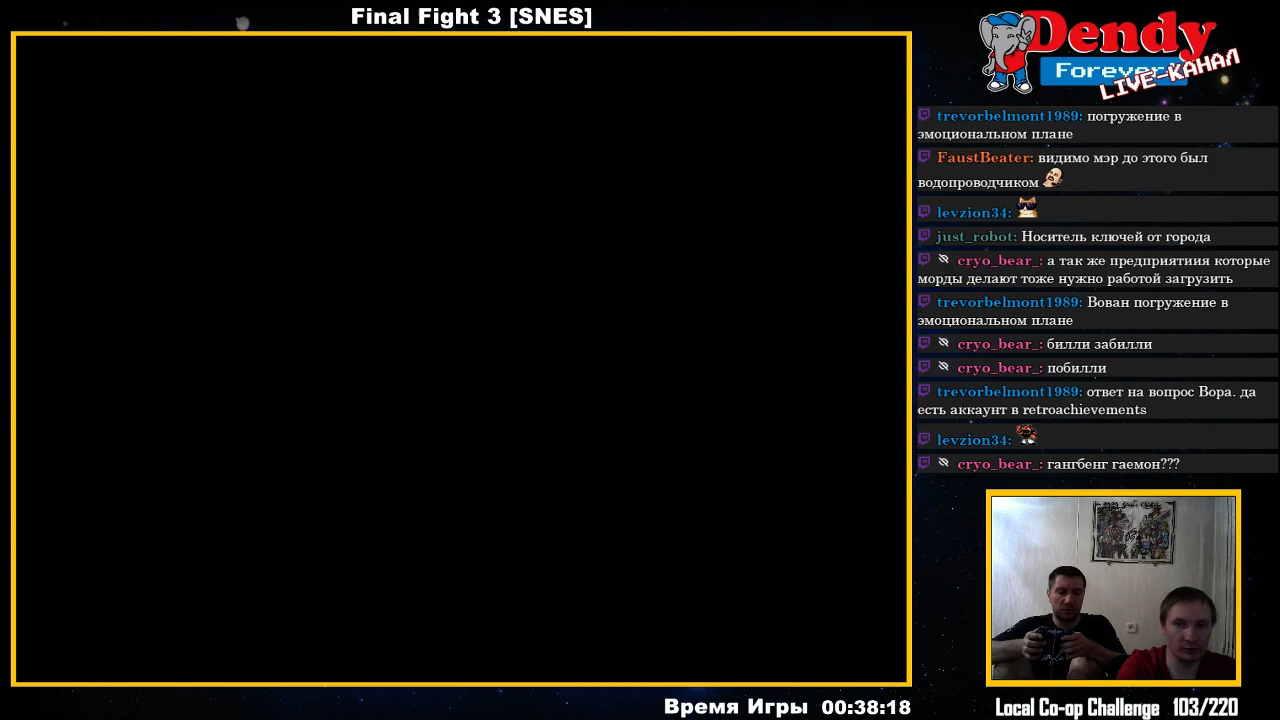 Final Fight 3 [SNES]
Dendy
Forever!
LIVE-КАНАЛ
trevorbelmont1989: погружение в
эмоциональном плане
FaustBeater: видимо мэр до этого был
водопроводчиком
levzion34:
just_robot: Носитель ключей от города
cryo_bear_: а так же предприятиия которые
морды делают тоже нужно работой загрузить
trevorbelmont1989: Вован погружение в
эмоциональном плане
cryo_bear_: билли забилли
cryo_bear_: побилли
trevorbelmont1989: ответ на вопрос Вора. да
есть аккаунт в retroachievements
levzion34:
cryo_bear_: гангбенг гаемон???
Время Игры 00:38:18
Local Co-op Challenge 103/220